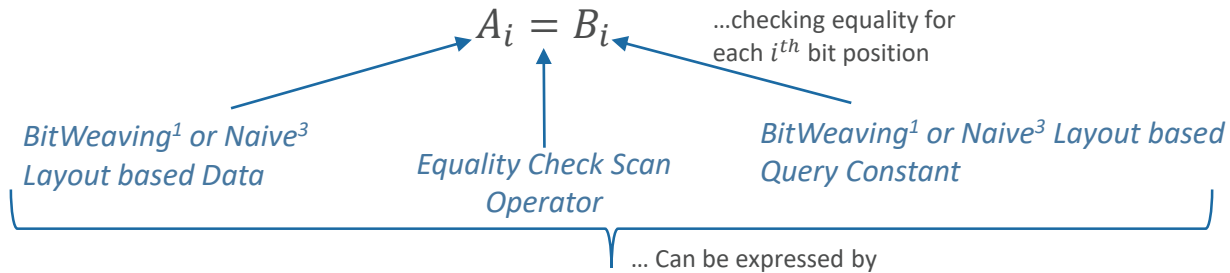 A_i = B_i
…checking equality for
each i^th bit position
BitWeaving¹ or Naive³
Layout based Data
Equality Check Scan
Operator
BitWeaving¹ or Naive³ Layout based
Query Constant
… Can be expressed by